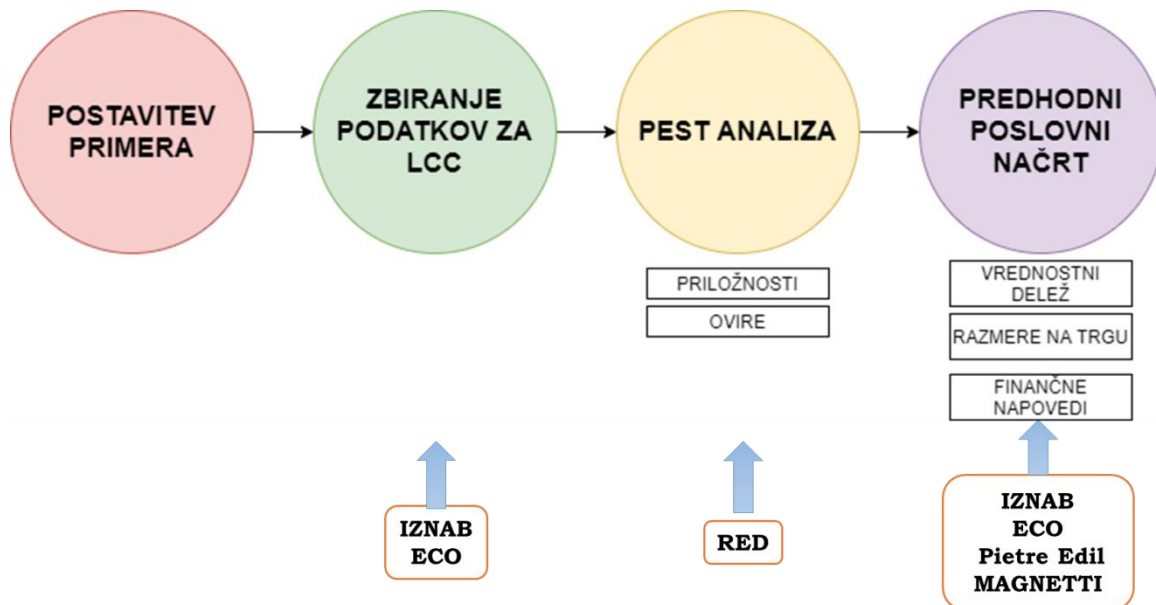 POSTAVITEV
PRIMERA
ZBIRANJE
PODATKOV ZA
LCC
PEST ANALIZA
PREDHODNI
POSLOVNI
NAČRT
PRILOŽNOSTI
OVIRE
VREDNOSTNI
DELEŽ
RAZMERE NA TRGU
FINANČNE
NAPOVEDI
IZNAB
ECO
RED
IZNAB
ECO
Pietre Edil
MAGNETTI